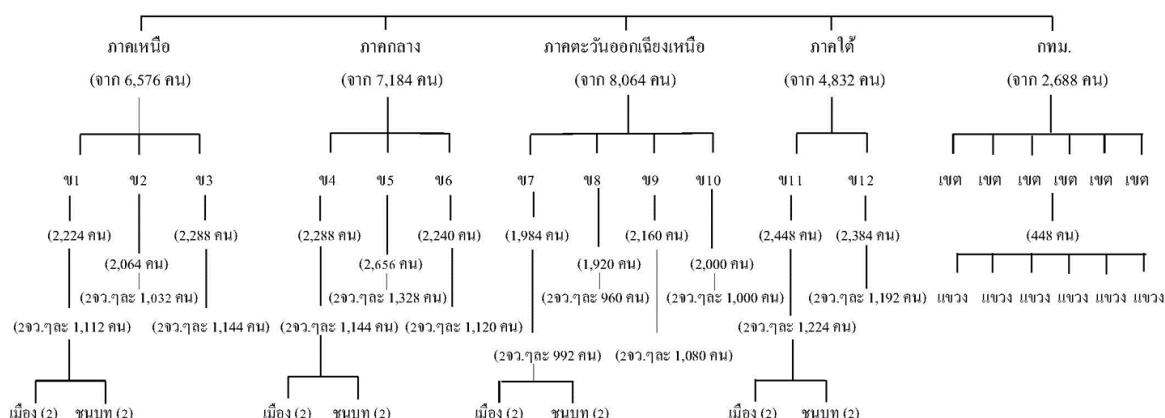 ภาคเหนือ ภาคกลาง ภาคตะวันออกเฉียงเหนือ ภาคใต้ กทม.
(จาก 6,576 คน) (จาก 7,184 คน) (จาก 8,064 คน) (จาก 4,832 คน) (จาก 2,688 คน)
ข1 ข2 ข3 ข4 ข5 ข6 ข7 ข8 ข9 ข10 ข11 ข12 เขต เขต เขต เขต เขต เขต
(2,224 คน) (2,288 คน) (2,288 คน) (2,240 คน) (1,984 คน) (2,160 คน) (2,448 คน) (2,384 คน) (448 คน)
(2,064 คน) (2,656 คน) (1,920 คน) (2,000 คน)
(2จว.ๆละ 1,032 คน) (2จว.ๆละ 1,328 คน) (2จว.ๆละ 960 คน) (2จว.ๆละ 1,000 คน) (2จว.ๆละ 1,192 คน) แขวง แขวง แขวง แขวง แขวง แขวง
(2จว.ๆละ 1,112 คน) (2จว.ๆละ 1,144 คน) (2จว.ๆละ 1,144 คน) (2จว.ๆละ 1,120 คน) (2จว.ๆละ 1,224 คน)
(2จว.ๆละ 992 คน) (2จว.ๆละ 1,080 คน)
เมือง (2) ชนบท (2) เมือง (2) ชนบท (2) เมือง (2) ชนบท (2) เมือง (2) ชนบท (2)